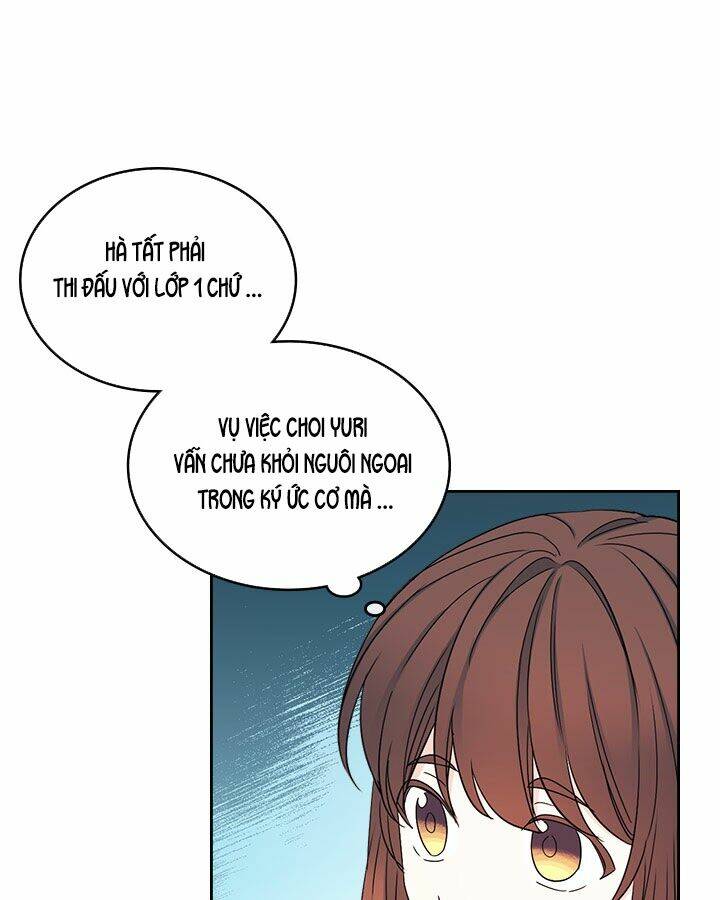 HÀ TẤT PHẢI
THI ĐẤU VỚI LỚP 1 CHỨ ...
VỤ VIỆC CHOI YURI
VẪN CHƯA KHỎI NGUÔI NGOAI
TRONG KÝ ỨC CƠ MÀ ...